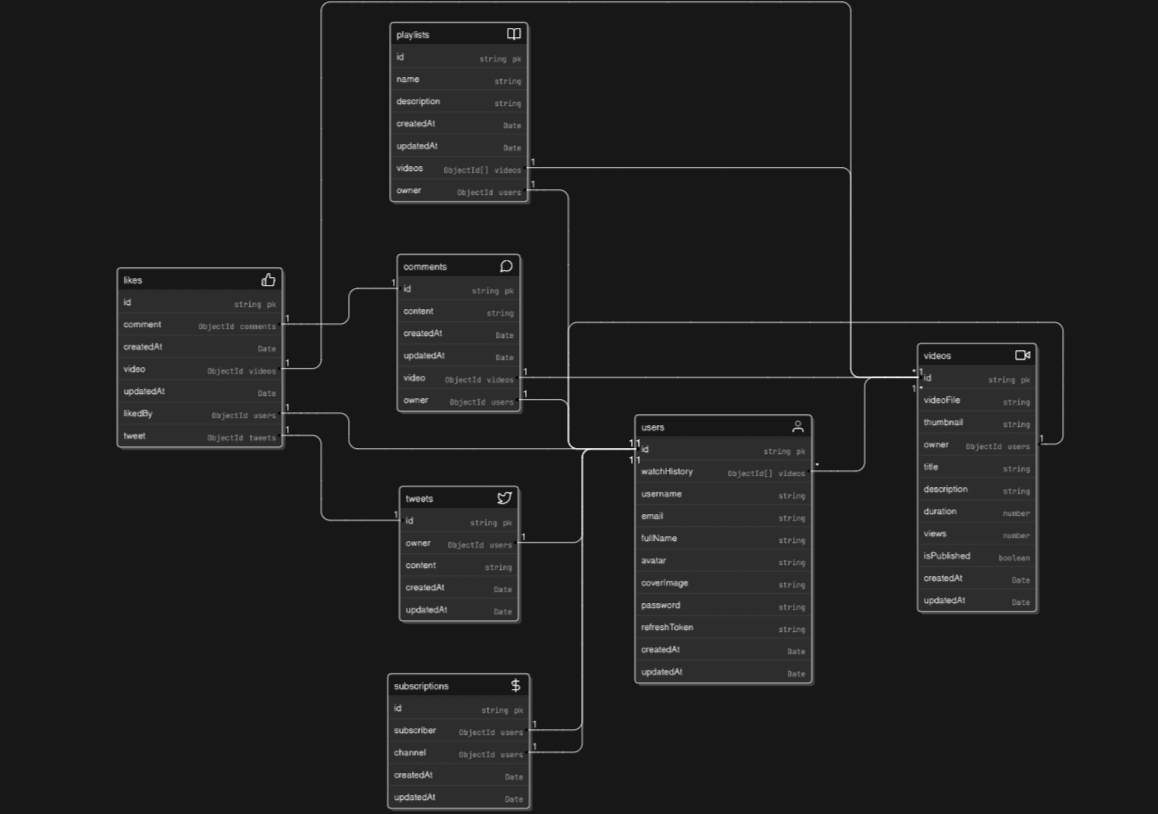 playlists
id string pk
name string
description string
createdAt Date
updatedAt Date
videos ObjectId[] videos 1
owner ObjectId users 1
likes
id string pk
comment ObjectId comments 1
createdAt Date
video ObjectId videos 1
updatedAt Date
likedBy ObjectId users 1
tweet ObjectId tweets 1
comments
1 id string pk
content string
createdAt Date
updatedAt Date
video ObjectId videos 1
owner ObjectId users 1
tweets
1 id string pk
owner ObjectId users 1
content string
createdAt Date
updatedAt Date
subscriptions
id string pk
subscriber ObjectId users 1
channel ObjectId users 1
createdAt Date
updatedAt Date
users
1 1 id string pk
1 1
watchHistory ObjectId[] videos *
username string
email string
fullName string
avatar string
coverImage string
password string
refreshToken string
createdAt Date
updatedAt Date
videos
* 1
id string pk
1 *
videoFile string
thumbnail string
owner ObjectId users 1
title string
description string
duration number
views number
isPublished boolean
createdAt Date
updatedAt Date